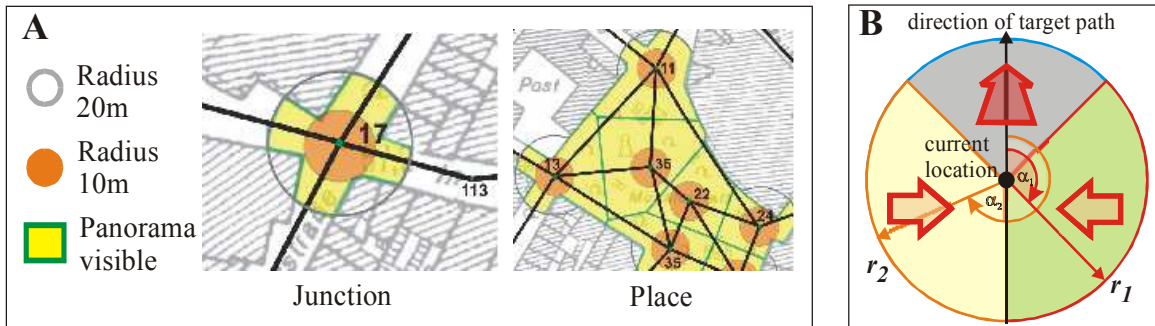 A
Radius
20m
Radius
10m
Panorama
visible
17
113
Junction
Post
11
13
35
22
24
35
Place
B
direction of target path
current
location
α1
α2
r2
r1